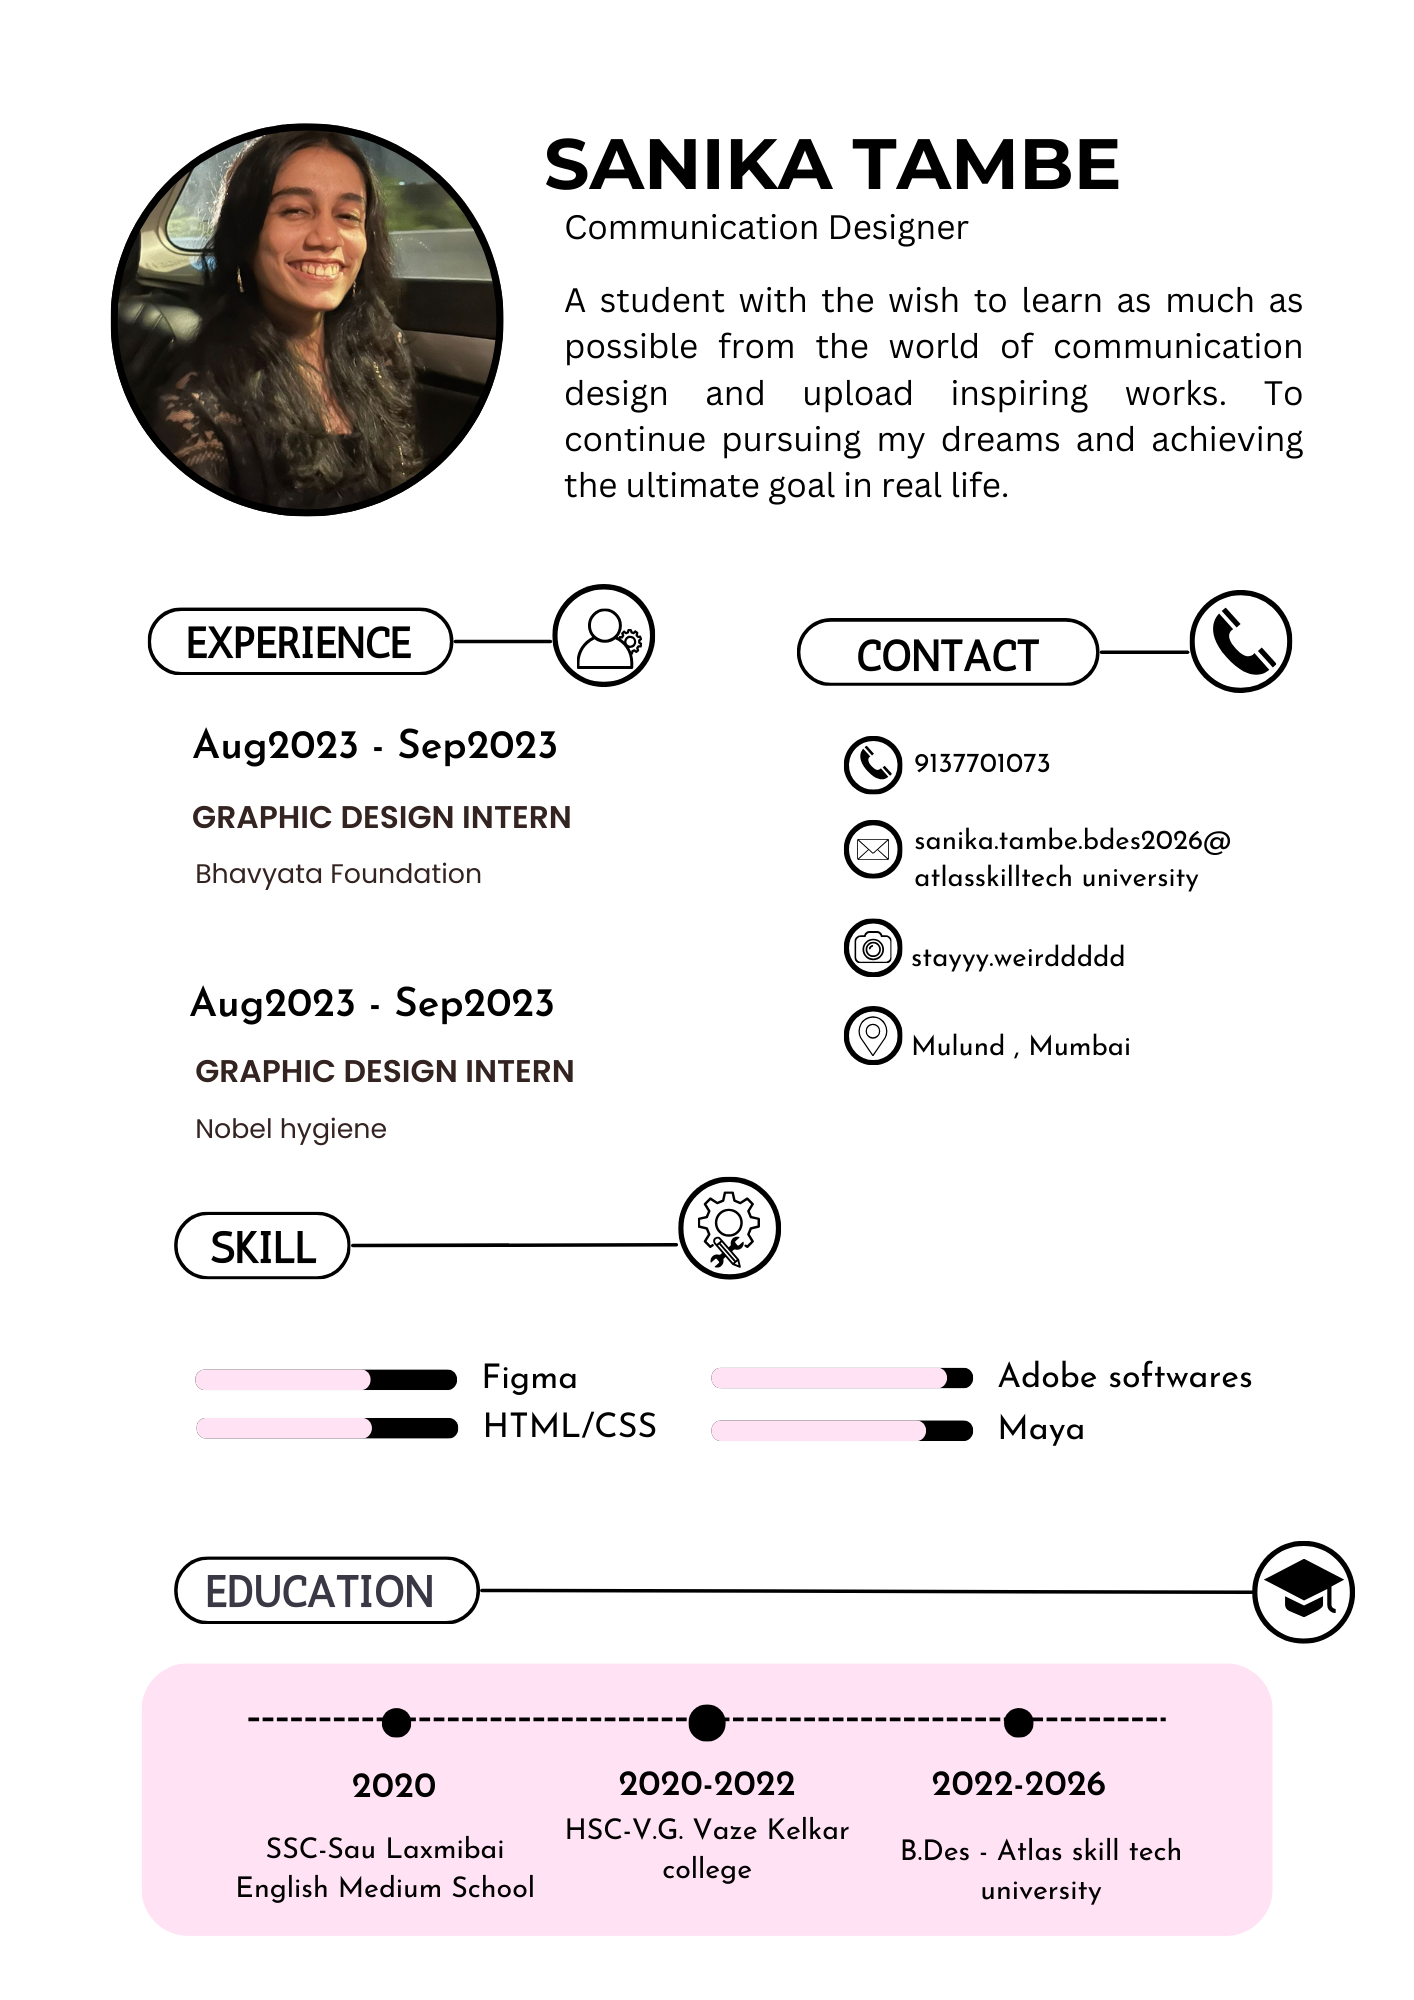 SANIKA TAMBE
Communication Designer
A student with the wish to learn as much as
possible from the world of communication
design and upload inspiring works. To
continue pursuing my dreams and achieving
the ultimate goal in real life.
EXPERIENCE
Aug2023 - Sep2023
GRAPHIC DESIGN INTERN
Bhavyata Foundation
Aug2023 - Sep2023
GRAPHIC DESIGN INTERN
Nobel hygiene
CONTACT
9137701073
sanika.tambe.bdes2026@
atlasskilltech university
stayyy.weirddddd
Mulund , Mumbai
SKILL
Figma
HTML/CSS
Adobe softwares
Maya
EDUCATION
2020
SSC-Sau Laxmibai
English Medium School
2020-2022
HSC-V.G. Vaze Kelkar
college
2022-2026
B.Des - Atlas skill tech
university